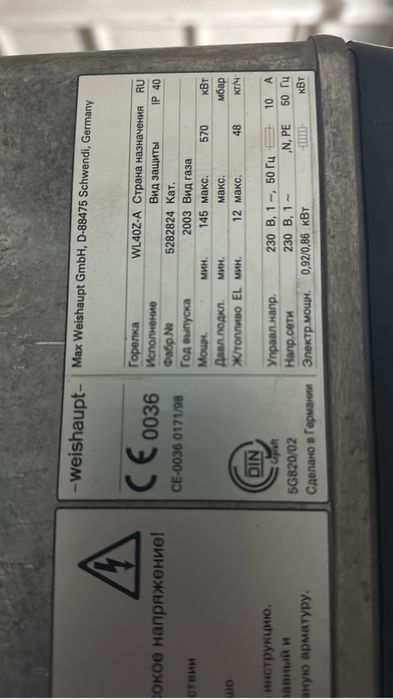 -weishaupt- Max Weishaupt GmbH, D-88475 Schwendi, Germany
CE 0036
CE-0036 0171/98
DIN
Geprüft
5G820/02
Сделано в Германии
Горелка WL40Z-A Страна назначения RU
Исполнение Вид защиты IP 40
Фабр.№ 5282824 Кат.
Год выпуска 2003 Вид газа
Мощн. мин. 145 макс. 570 кВт
Давл.подкл. мин. макс. мбар
Ж/топливо EL мин. 12 макс. 48 кг/ч
Управл.напр. 230 В, 1 ~, 50 Гц 10 A
Напр.сети 230 В, 1 ~ ,N, PE 50 Гц
Электр.мощн. 0,92/0,86 кВт кВт
сокое напряжение!
ствии
но
инструкцию.
авный и
ную арматуру,